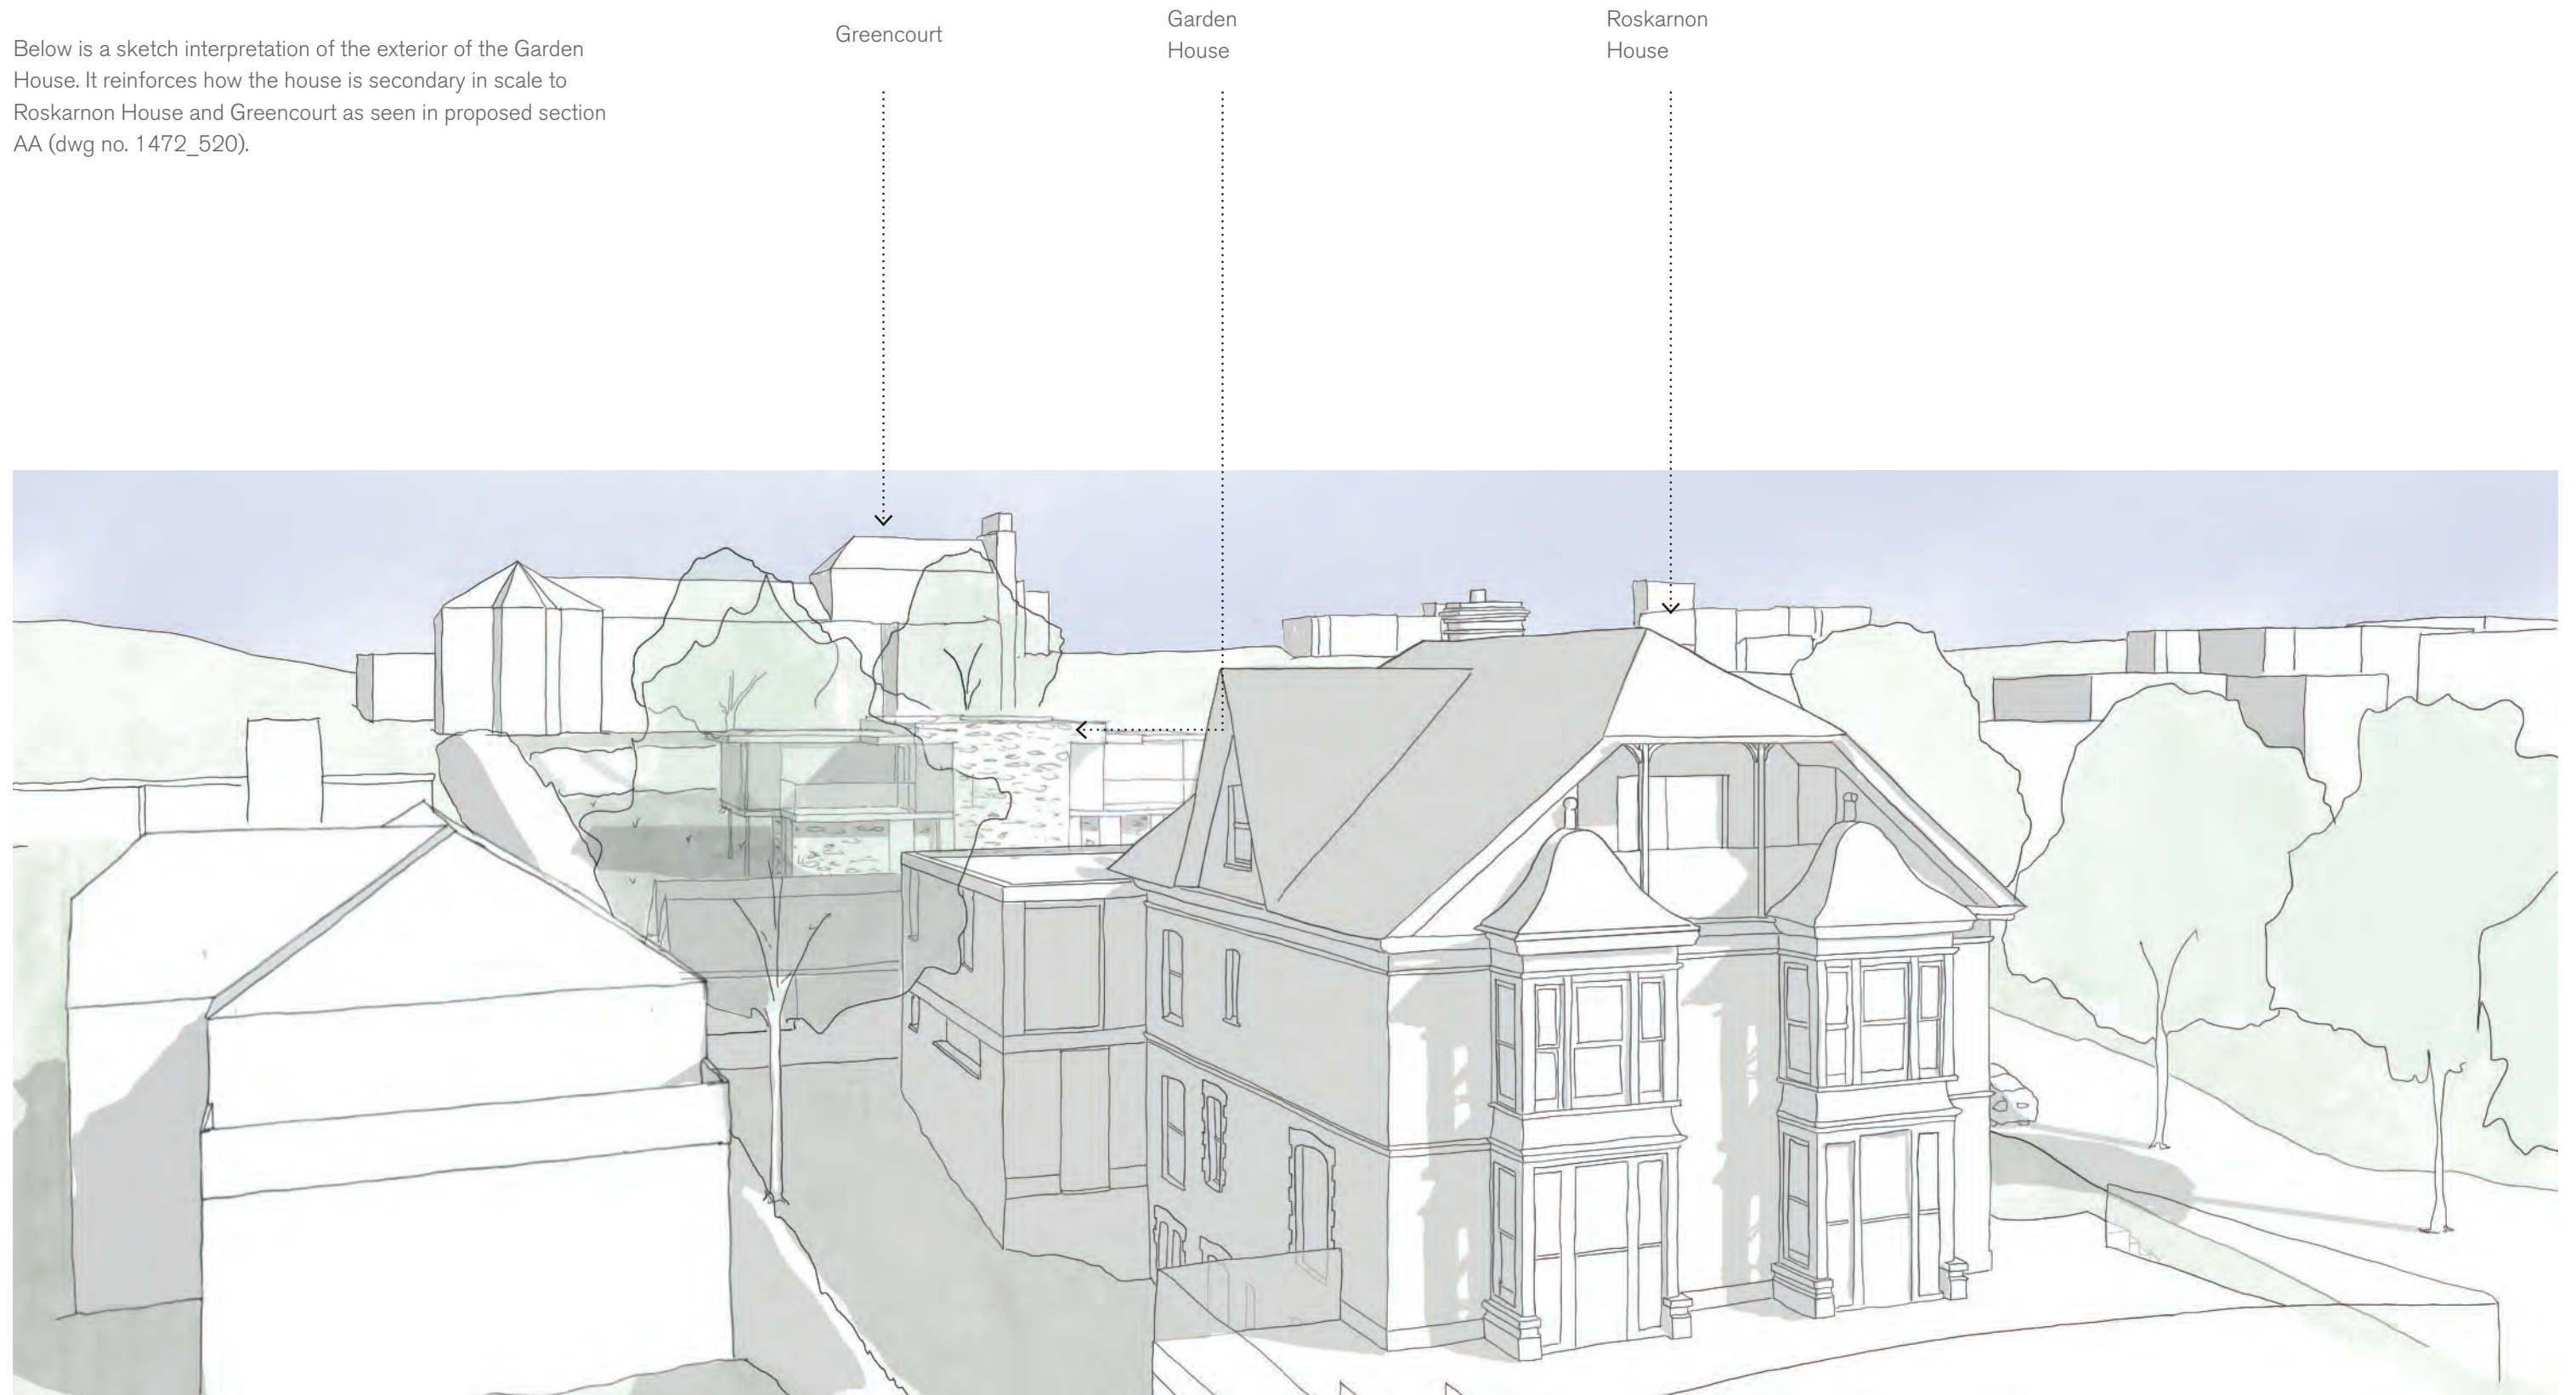 Below is a sketch interpretation of the exterior of the Garden
House. It reinforces how the house is secondary in scale to
Roskarnon House and Greencourt as seen in proposed section
AA (dwg no. 1472_520).
Greencourt
Garden
House
Roskarnon
House